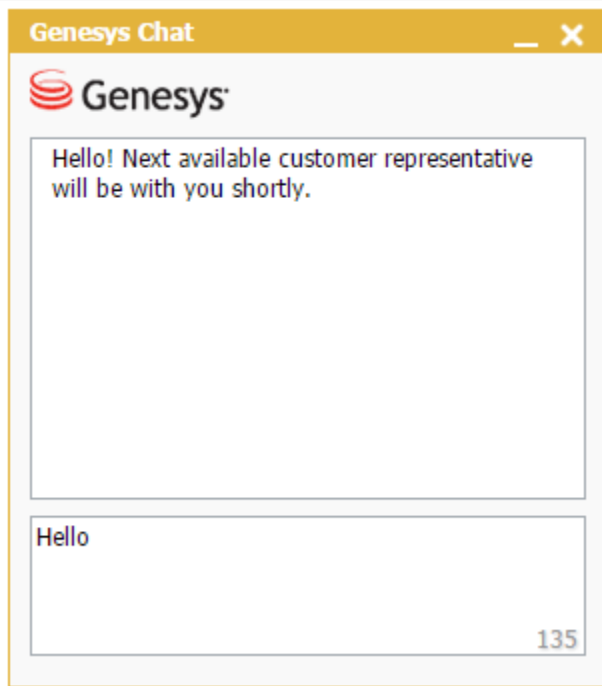 Genesys Chat
Genesys
Hello! Next available customer representative
will be with you shortly.
Hello
135